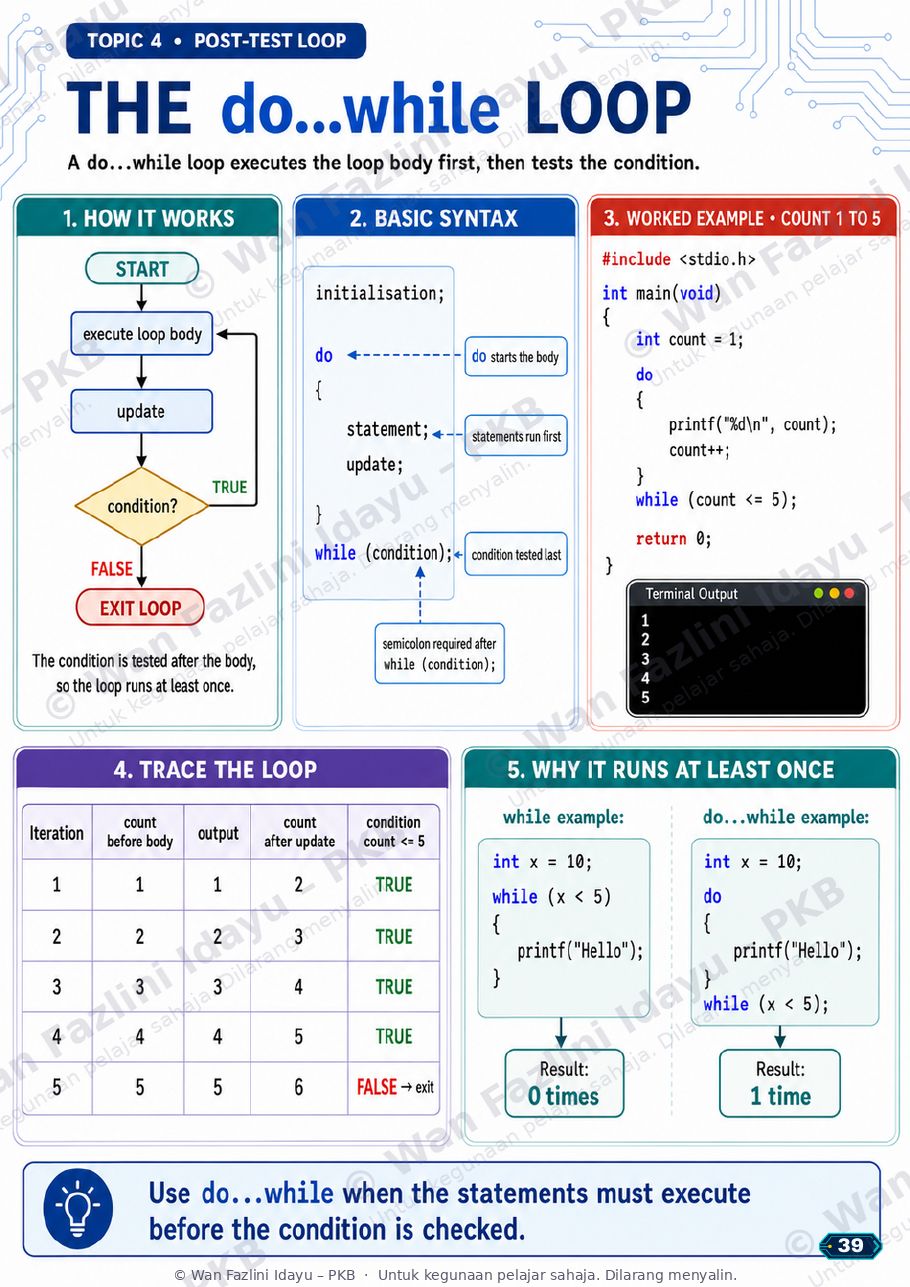 TOPIC 4 • POST-TEST LOOP
THE do...while LOOP
A do...while loop executes the loop body first, then tests the condition.
1. HOW IT WORKS
START
execute loop body
update
condition?
TRUE
FALSE
EXIT LOOP
The condition is tested after the body,
so the loop runs at least once.
2. BASIC SYNTAX
initialisation;
do
do starts the body
{
statement;
statements run first
update;
}
while (condition);
condition tested last
semicolon required after
while (condition);
3. WORKED EXAMPLE • COUNT 1 TO 5
#include <stdio.h>
int main(void)
{
int count = 1;
do
{
printf("%d\n", count);
count++;
}
while (count <= 5);
return 0;
}
Terminal Output
1
2
3
4
5
4. TRACE THE LOOP
Iteration | count before body | output | count after update | condition count <= 5
1 1 1 2 TRUE
2 2 2 3 TRUE
3 3 3 4 TRUE
4 4 4 5 TRUE
5 5 5 6 FALSE → exit
5. WHY IT RUNS AT LEAST ONCE
while example:
int x = 10;
while (x < 5)
{
printf("Hello");
}
Result:
0 times
do...while example:
int x = 10;
do
{
printf("Hello");
}
while (x < 5);
Result:
1 time
Use do...while when the statements must execute
before the condition is checked.
39
© Wan Fazlini Idayu – PKB
Untuk kegunaan pelajar sahaja. Dilarang menyalin.
© Wan Fazlini Idayu – PKB · Untuk kegunaan pelajar sahaja. Dilarang menyalin.